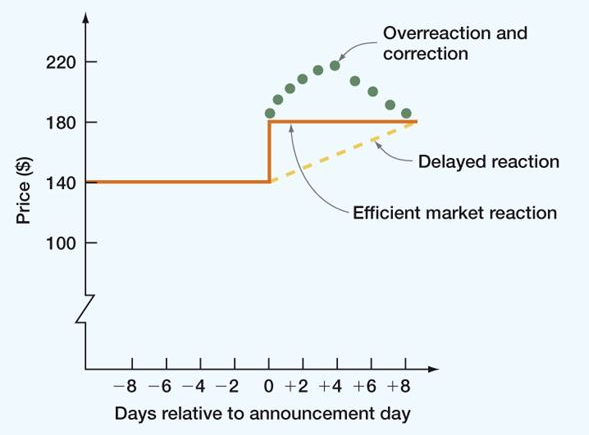 Overreaction and
correction
220
180
Delayed reaction
140
Efficient market reaction
100
Price ($)
−8 −6 −4 −2 0 +2 +4 +6 +8
Days relative to announcement day